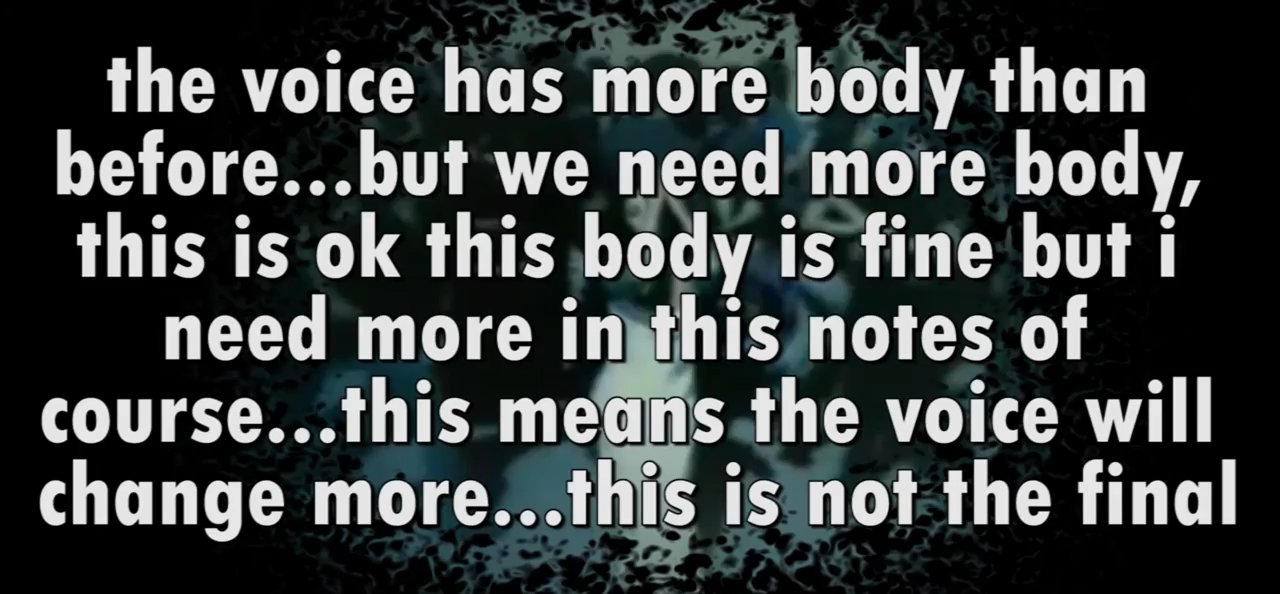 the voice has more body than
before...but we need more body,
this is ok this body is fine but i
need more in this notes of
course...this means the voice will
change more...this is not the final